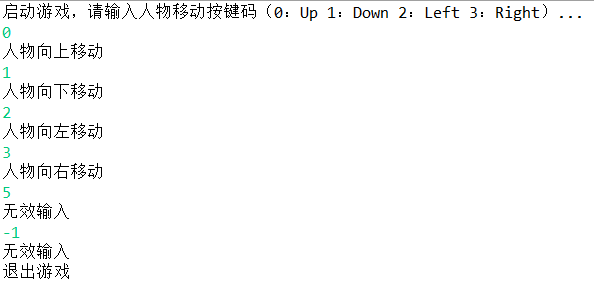 启动游戏，请输入人物移动按键码（0：Up 1：Down 2：Left 3：Right）...
0
人物向上移动
1
人物向下移动
2
人物向左移动
3
人物向右移动
5
无效输入
-1
无效输入
退出游戏